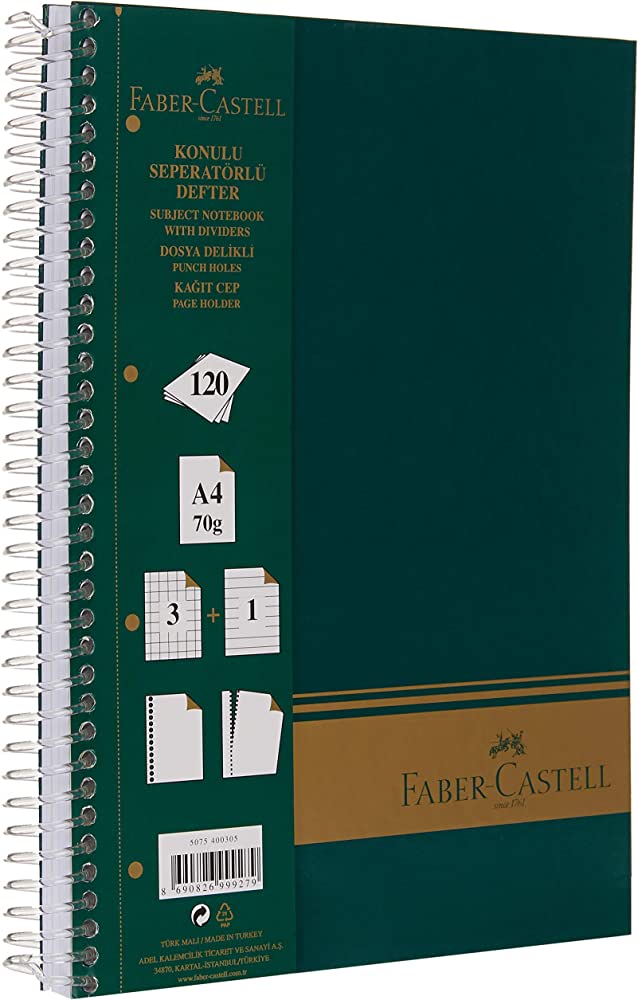 FABER-CASTELL
since 1761
KONULU
SEPERATÖRLÜ
DEFTER
SUBJECT NOTEBOOK
WITH DIVIDERS
DOSYA DELİKLİ
PUNCH HOLES
KAĞIT CEP
PAGE HOLDER
120
A4
70g
3 + 1
5075 400305
8 690826 999279
PAP
TÜRK MALI / MADE IN TURKEY
ADEL KALEMCİLİK TİCARET VE SANAYİ A.Ş.
34870, KARTAL-İSTANBUL/TÜRKİYE
www.faber-castell.com.tr
FABER-CASTELL
since 1761